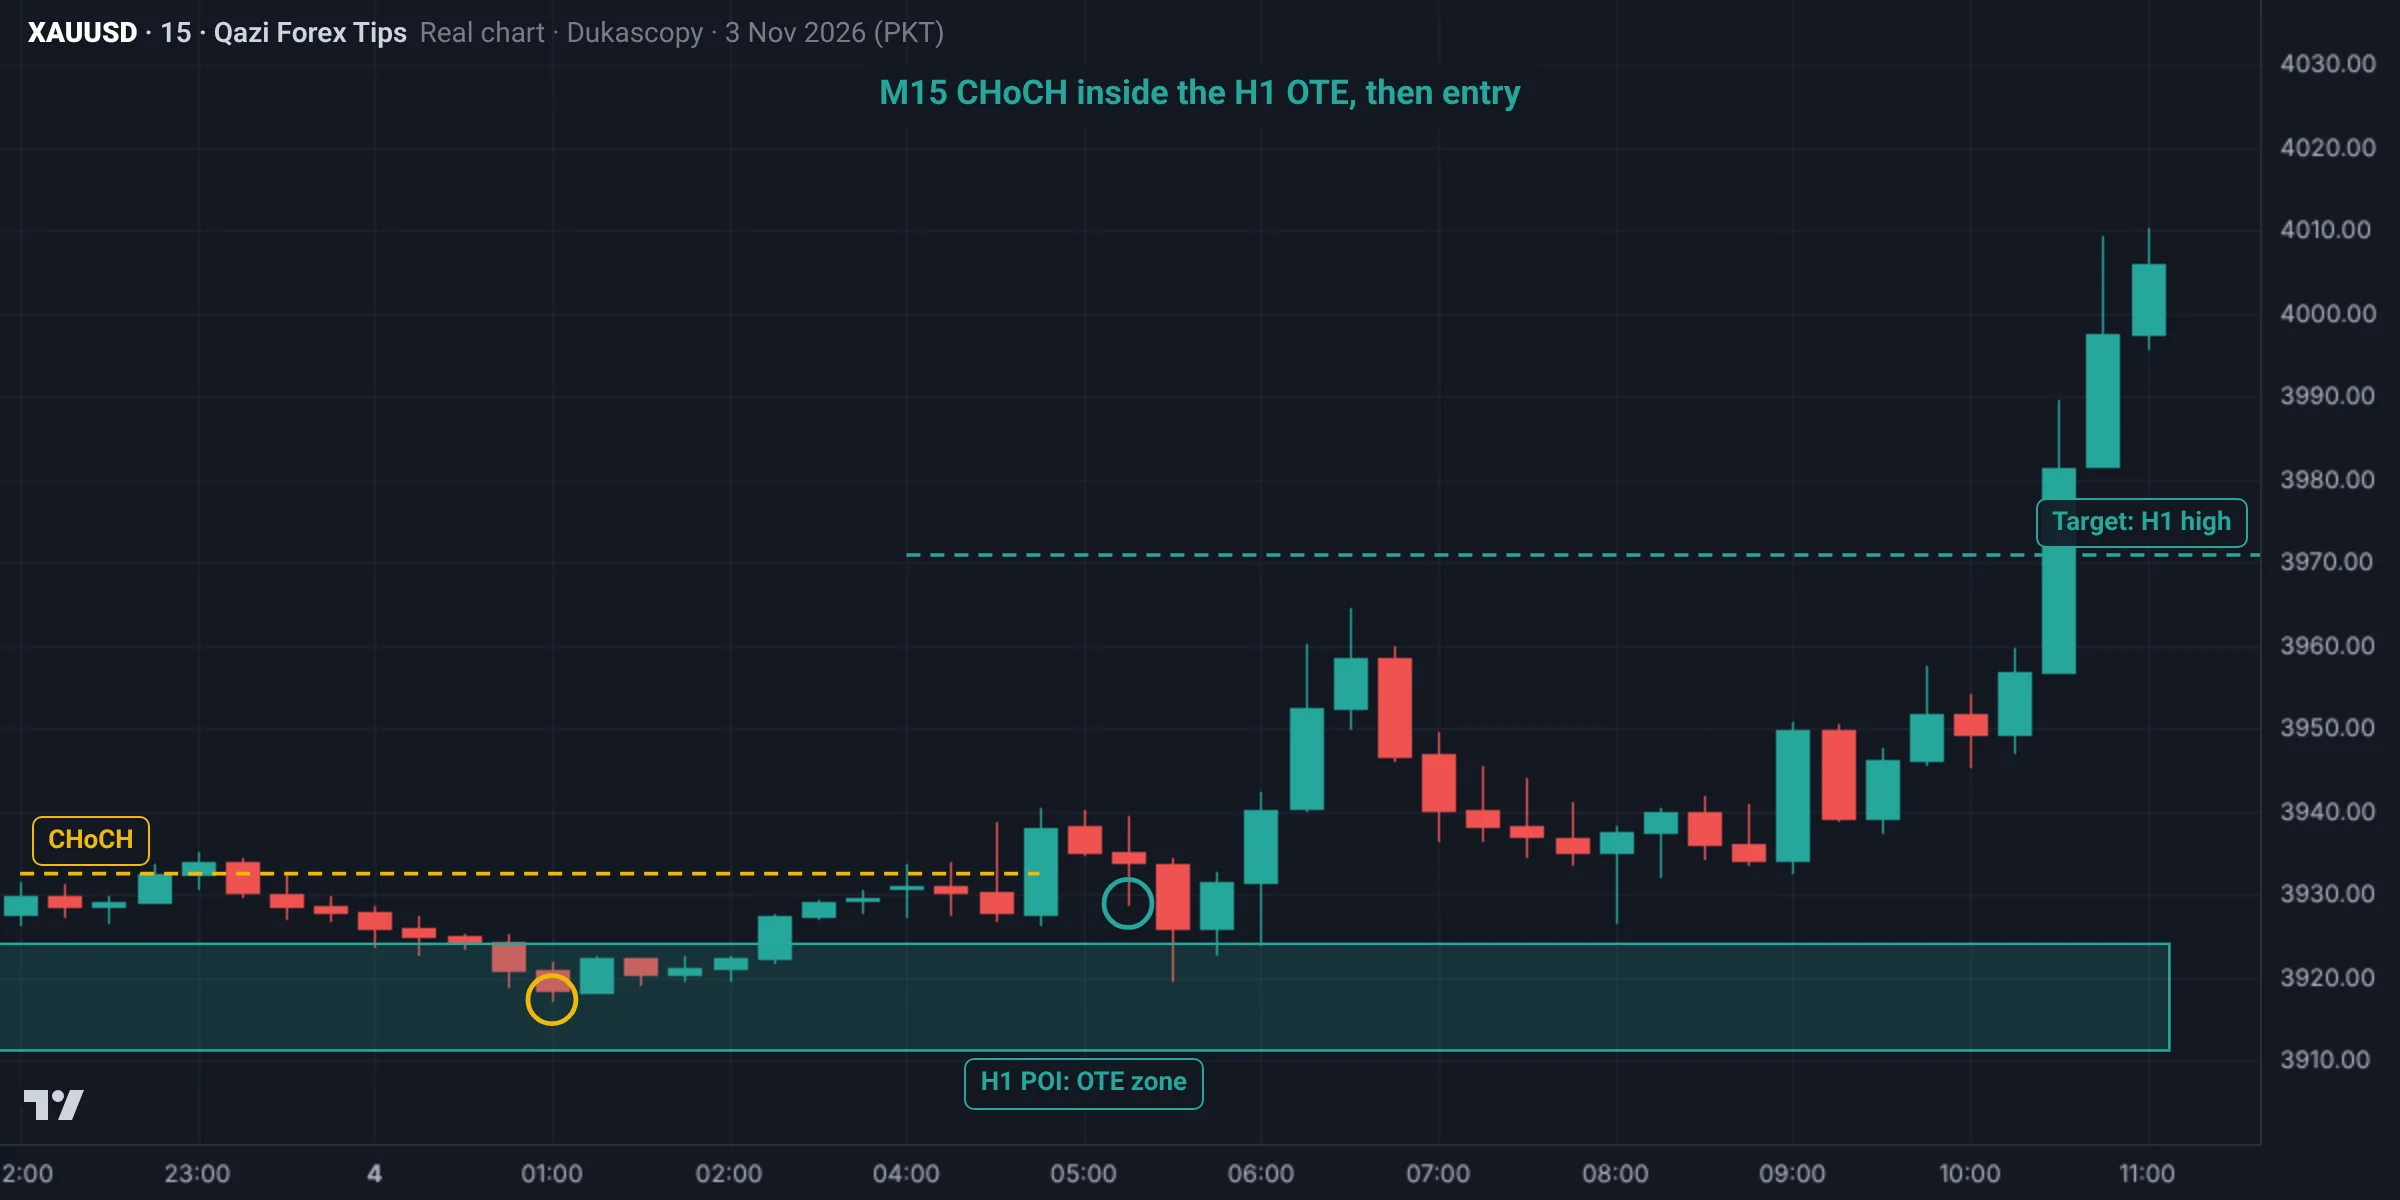 XAUUSD · 15 · Qazi Forex Tips Real chart · Dukascopy · 3 Nov 2026 (PKT)
M15 CHoCH inside the H1 OTE, then entry
4030.00
4020.00
4010.00
4000.00
3990.00
3980.00
Target: H1 high
3970.00
3960.00
3950.00
3940.00
CHoCH
3930.00
3920.00
3910.00
H1 POI: OTE zone
2:00 23:00 4 01:00 02:00 04:00 05:00 06:00 07:00 08:00 09:00 10:00 11:00